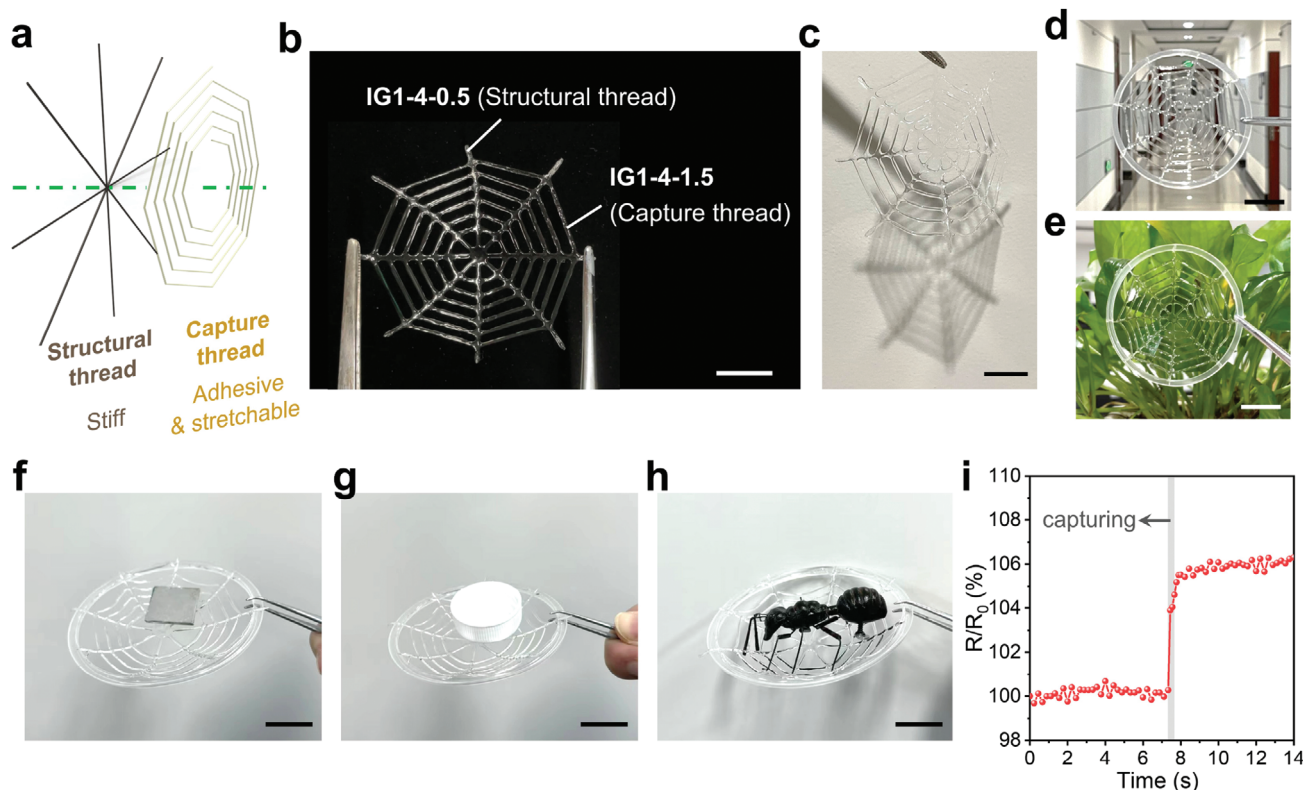 a
Structural
thread
Stiff
Capture
thread
Adhesive
& stretchable
b
IG1-4-0.5 (Structural thread)
IG1-4-1.5
(Capture thread)
c
d
e
f
g
h
i
capturing
R/R0 (%)
110
108
106
104
102
100
98
0 2 4 6 8 10 12 14
Time (s)